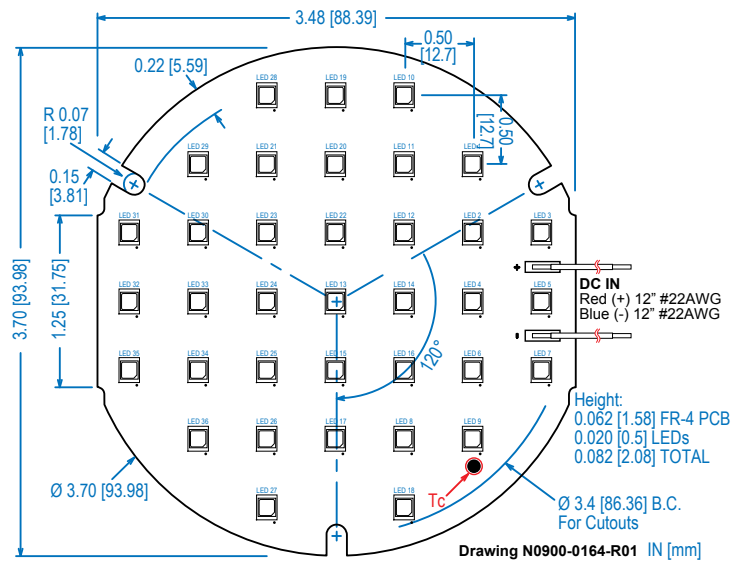 3.48 [88.39]
0.50
[12.7]
0.22 [5.59]
LED 28
LED 19
LED 10
R 0.07
[1.78]
0.50
[12.7]
LED 29
LED 21
LED 20
LED 11
0.15
[3.81]
LED 31
LED 30
LED 23
LED 22
LED 12
LED 2
LED 3
+
DC IN
Red (+) 12” #22AWG
Blue (-) 12” #22AWG
-
3.70 [93.98]
1.25 [31.75]
LED 32
LED 33
LED 24
LED 13
LED 14
LED 4
LED 5
LED 35
LED 34
LED 25
LED 15
LED 16
LED 6
LED 7
120°
Height:
0.062 [1.58] FR-4 PCB
0.020 [0.5] LEDs
0.082 [2.08] TOTAL
LED 36
LED 26
LED 17
LED 8
LED 9
Ø 3.70 [93.98]
LED 27
LED 18
Tc
Ø 3.4 [86.36] B.C.
For Cutouts
Drawing N0900-0164-R01 IN [mm]